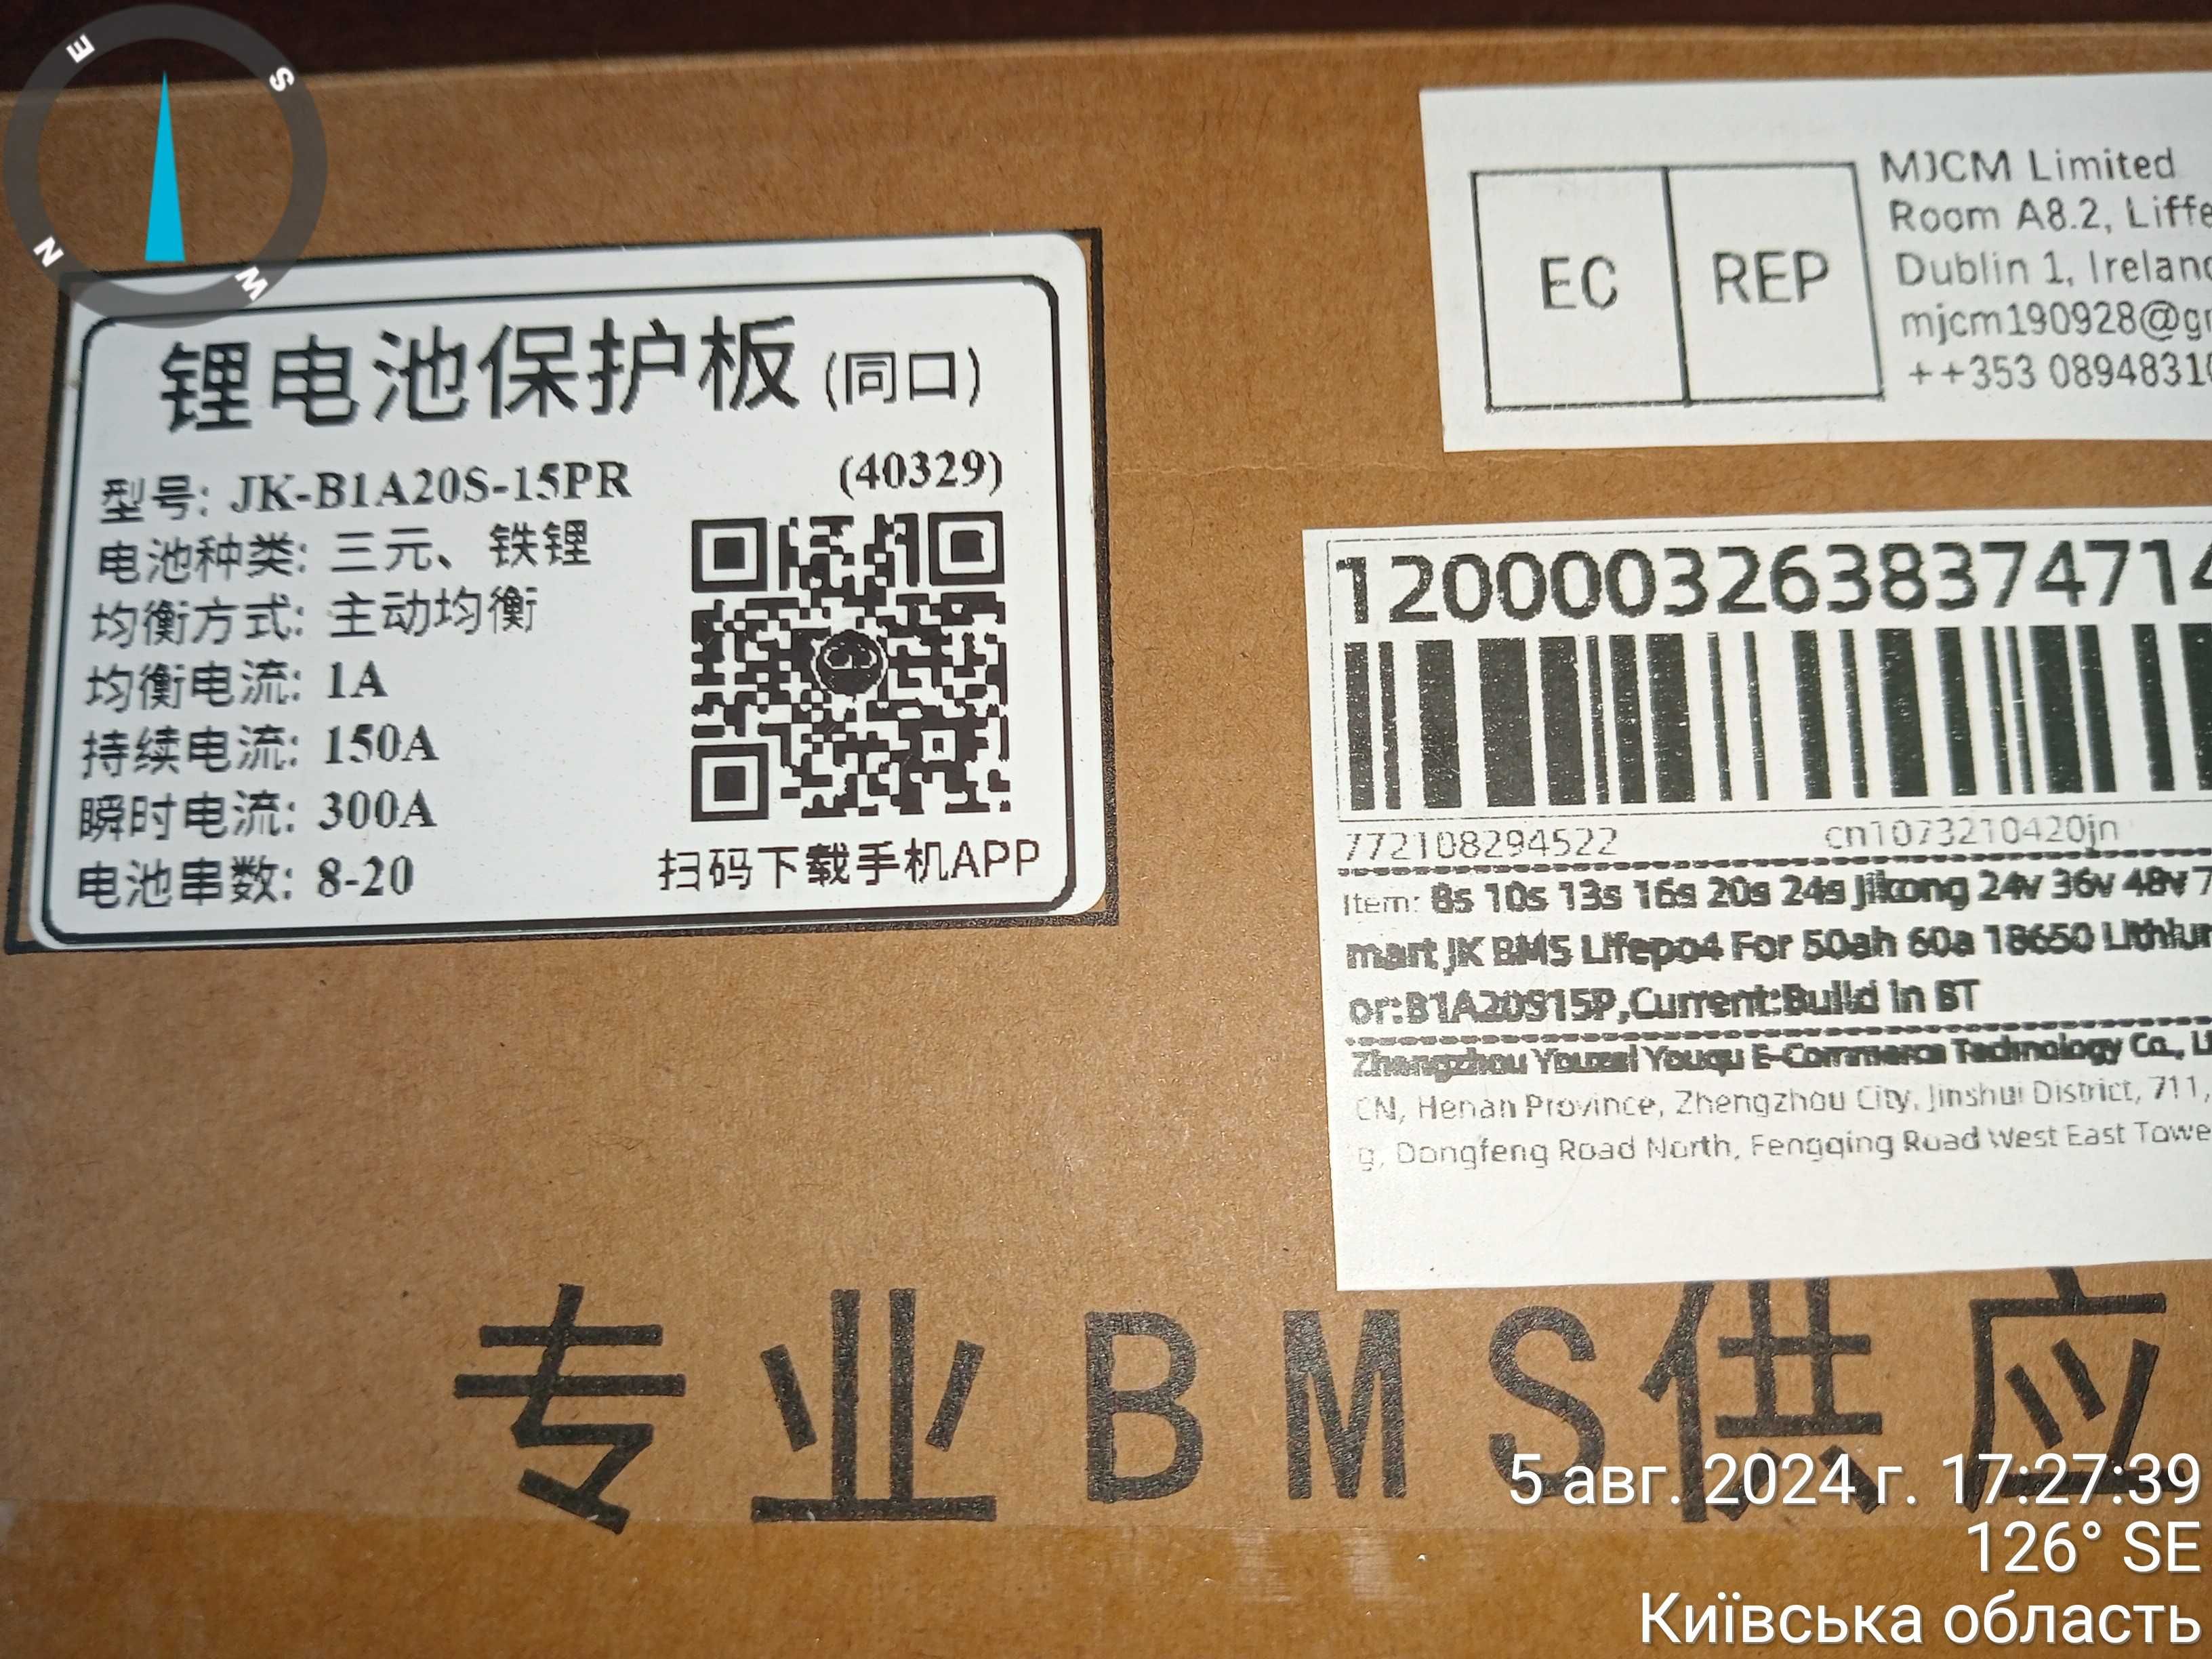 E
S
N
W
锂电池保护板(同口)
型号: JK-B1A20S-15PR
(40329)
电池种类: 三元、铁锂
均衡方式: 主动均衡
均衡电流: 1A
持续电流: 150A
瞬时电流: 300A
电池串数: 8-20
扫码下载手机APP
EC REP
MJCM Limited
Room A8.2,
Dublin 1,
mjcm190928@
++353 0894831
12000032638374714
772108294522
cn1073210420jn
Item: 8s 10s 13s 16s 20s 24s Jikong 24v 36v 48v 7
mart JK BMS Lifepo4 For 50ah 60a 18650
or:B1A20S15P,Current:Build in BT
Zhengzhou Youzel Youqu E-Commerce Technology Co.,
CN, Henan Province, Zhengzhou City, Jinshui District, 711,
g, Dongfeng Road North, Fengqing Road West East
专业BMS供应
5 авг. 2024 г. 17:27:39
126° SE
Київська область